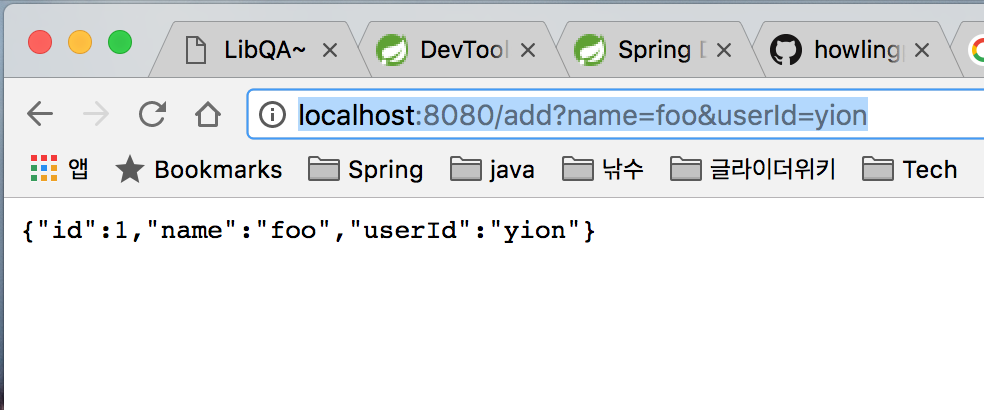 LibQA~ DevTool Spring D howling
localhost:8080/add?name=foo&userId=yion
앱 Bookmarks Spring java 낚수 글라이더위키 Tech
{"id":1,"name":"foo","userId":"yion"}